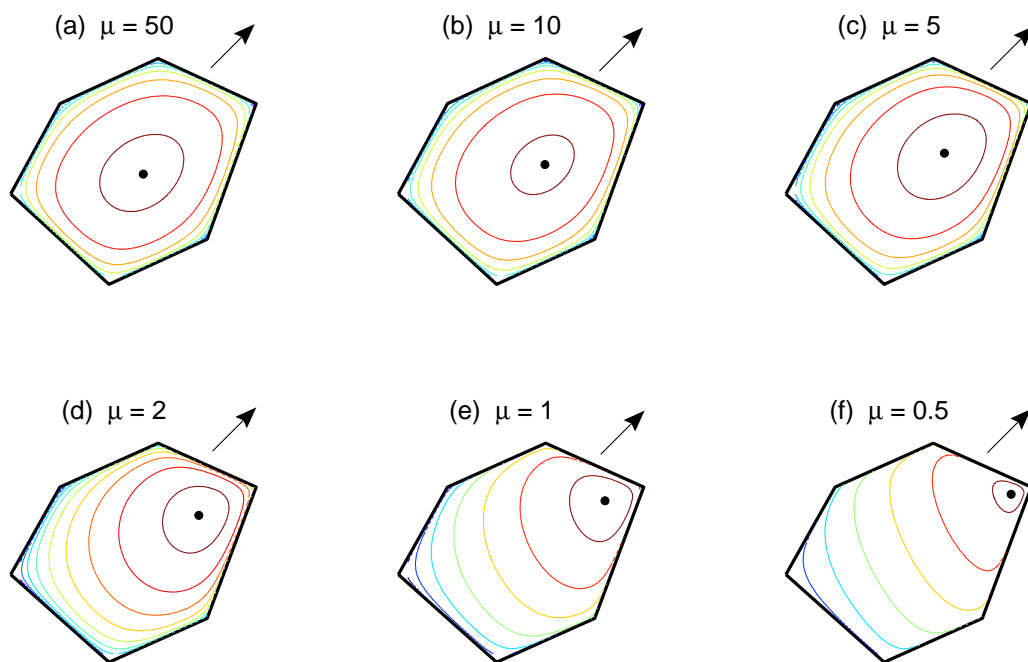 (a) μ = 50
(b) μ = 10
(c) μ = 5
(d) μ = 2
(e) μ = 1
(f) μ = 0.5